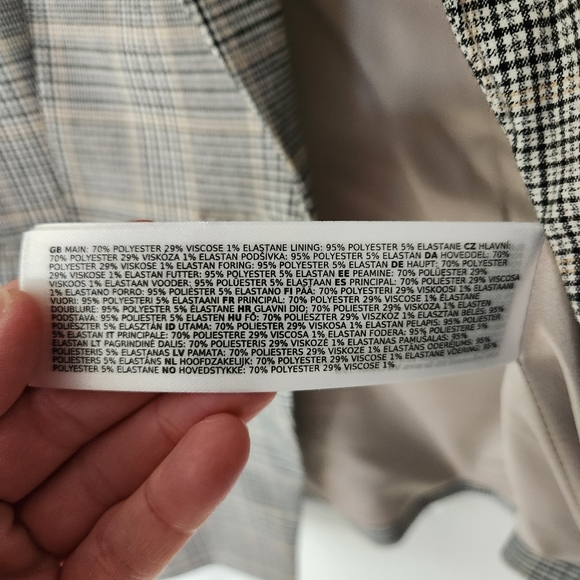 GB MAIN: 70% POLYESTER 29% VISCOSE 1% ELASTANE LINING: 95% POLYESTER 5% ELASTANE CZ HLAVNÍ:
70% POLYESTER 29% VISKÓZA 1% ELASTAN PODŠÍVKA: 95% POLYESTER 5% ELASTAN DA HOVEDDEL: 70%
POLYESTER 29% VISKOSE 1% ELASTAN FORING: 95% POLYESTER 5% ELASTAN DE HAUPT: 70% POLYESTER
29% VISKOSE 1% ELASTAN FUTTER: 95% POLYESTER 5% ELASTAN EE PEAMINE: 70% POLÜESTER 29%
VISKOOS 1% ELASTAAN VOODER: 95% POLÜESTER 5% ELASTAAN ES PRINCIPAL: 70% POLIÉSTER 29% VISCOSA
1% ELASTANO FORRO: 95% POLIÉSTER 5% ELASTANO FI PÄÄ: 70% POLYESTERI 29% VISKOOSI 1% ELASTAANI
VUORI: 95% POLYESTERI 5% ELASTAANI FR PRINCIPAL: 70% POLYESTER 29% VISCOSE 1% ELASTANE
DOUBLURE: 95% POLYESTER 5% ÉLASTANE HR GLAVNI DIO: 70% POLIESTER 29% VISKOZA 1% ELASTEN
PODSTAVA: 95% POLIESTER 5% ELASTEN HU FŐ: 70% POLIÉSZTER 29% VISZKÓZ 1% ELASZTÁN BÉLÉS: 95%
POLIÉSZTER 5% ELASZTÁN ID UTAMA: 70% POLIESTER 29% VISKOSA 1% ELASTAN PELAPIS: 95% POLIESTER
5% ELASTAN IT PRINCIPALE: 70% POLIESTERE 29% VISCOSA 1% ELASTAN FODERA: 95% POLIESTERE 5%
ELASTAN LT PAGRINDINĖ DALIS: 70% POLIESTERIS 29% VISKOZĖ 1% ELASTANAS PAMUŠALAS: 95%
POLIESTERIS 5% ELASTANAS LV PAMATA: 70% POLIESTERS 29% VISKOZE 1% ELASTĀNS ODERĒJUMS: 95%
POLIESTERS 5% ELASTĀNS NL HOOFDZAKELIJK: 70% POLYESTER 29% VISCOSE 1% ELASTANE VOERING: 95%
POLYESTER 5% ELASTANE NO HOVEDSTYKKE: 70% POLYESTER 29% VISCOSE 1%